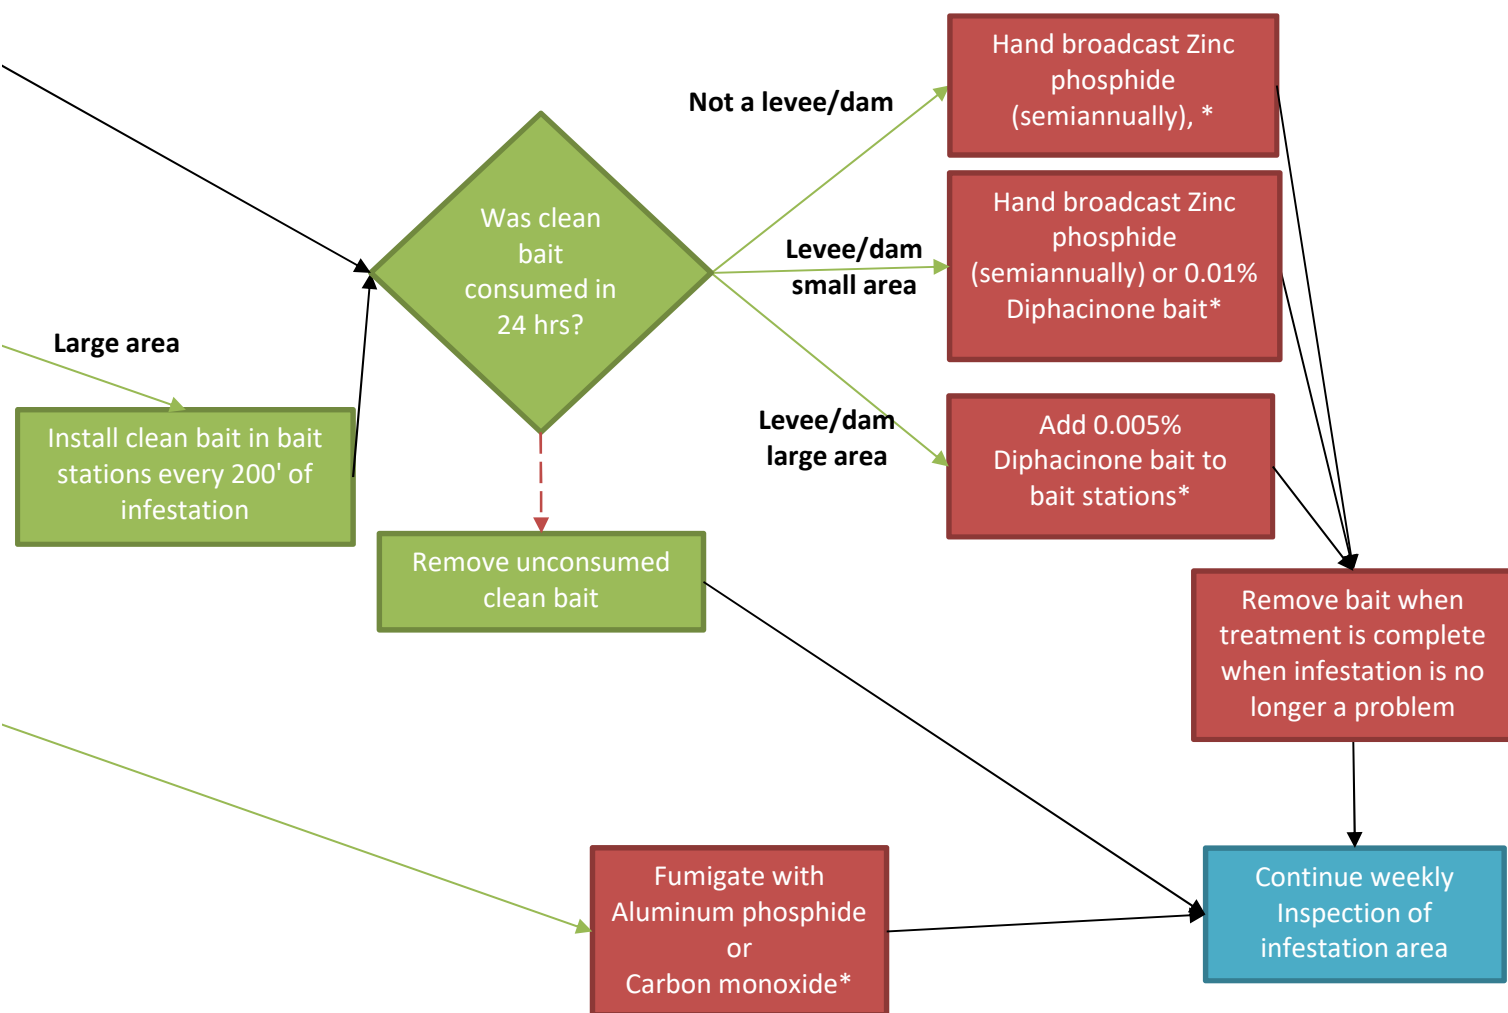 Hand broadcast Zinc
phosphide
(semiannually), *
Not a levee/dam
Hand broadcast Zinc
phosphide
(semiannually) or 0.01%
Diphacinone bait*
Was clean
bait
consumed in
24 hrs?
Levee/dam
small area
Large area
Install clean bait in bait
stations every 200' of
infestation
Levee/dam
large area
Add 0.005%
Diphacinone bait to
bait stations*
Remove unconsumed
clean bait
Remove bait when
treatment is complete
when infestation is no
longer a problem
Fumigate with
Aluminum phosphide
or
Carbon monoxide*
Continue weekly
Inspection of
infestation area